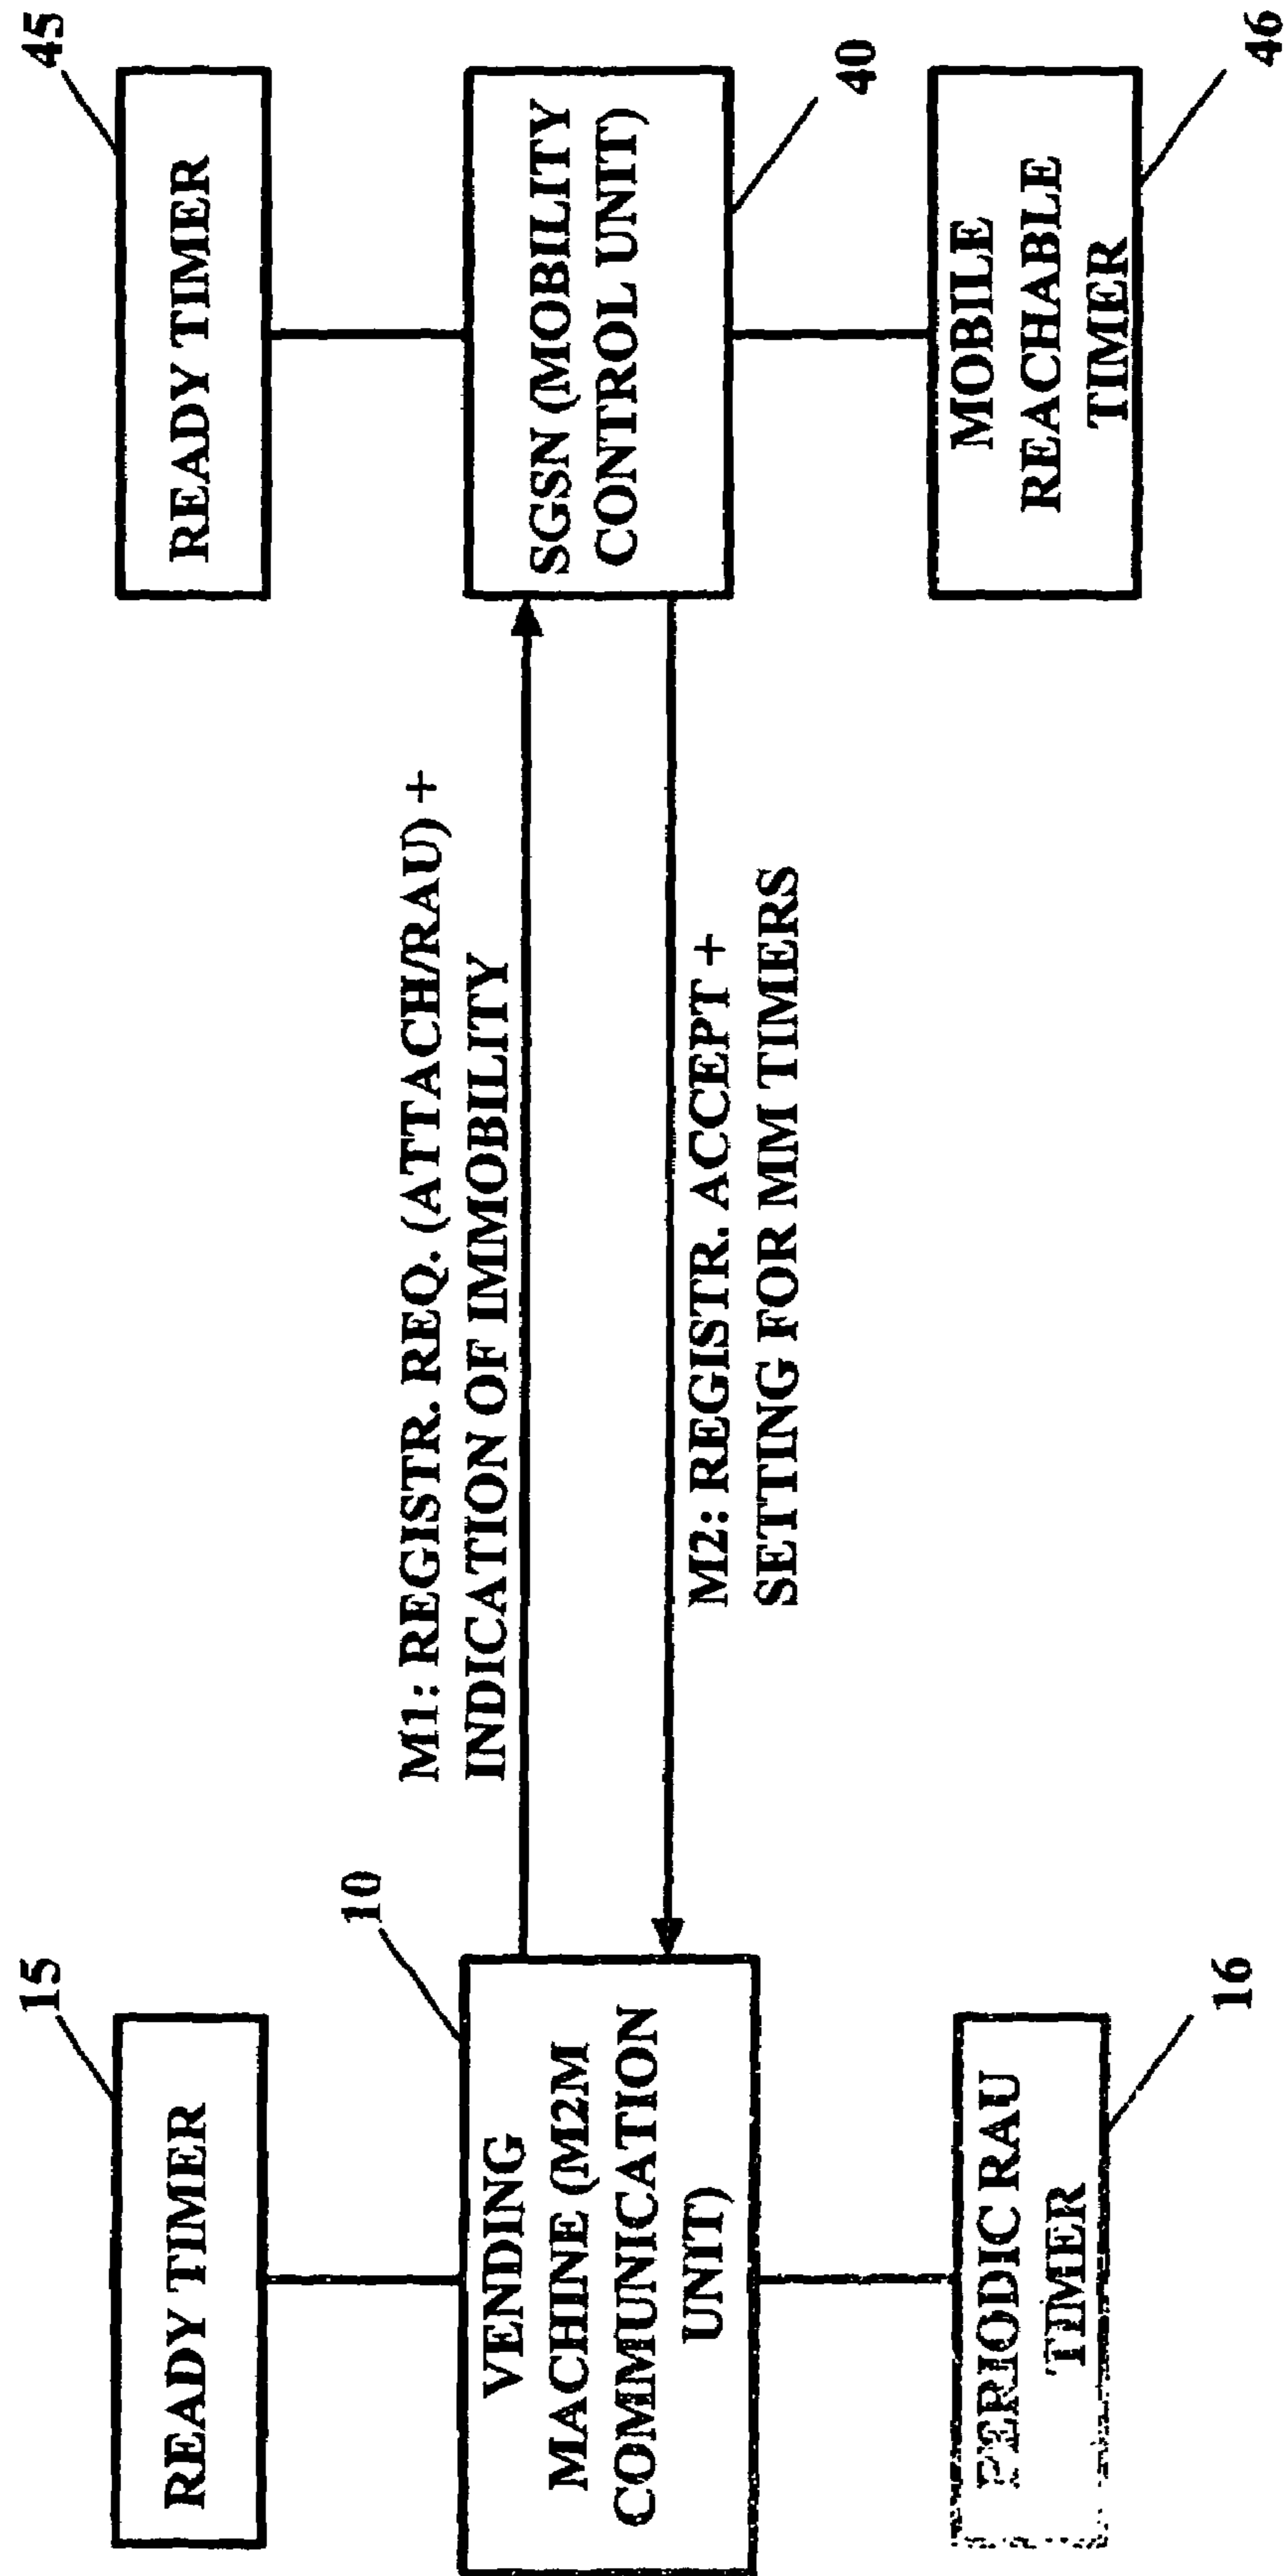 15
READY TIMER
10
VENDING
MACHINE (M2M
COMMUNICATION
UNIT)
PERIODIC RAU
TIMER
16
M1: REGISTR. REQ. (ATTACH/RAU) +
INDICATION OF IMMOBILITY
M2: REGISTR. ACCEPT +
SETTING FOR MM TIMERS
45
READY TIMER
SGSN (MOBILITY
CONTROL UNIT)
40
MOBILE
REACHABLE
TIMER
46